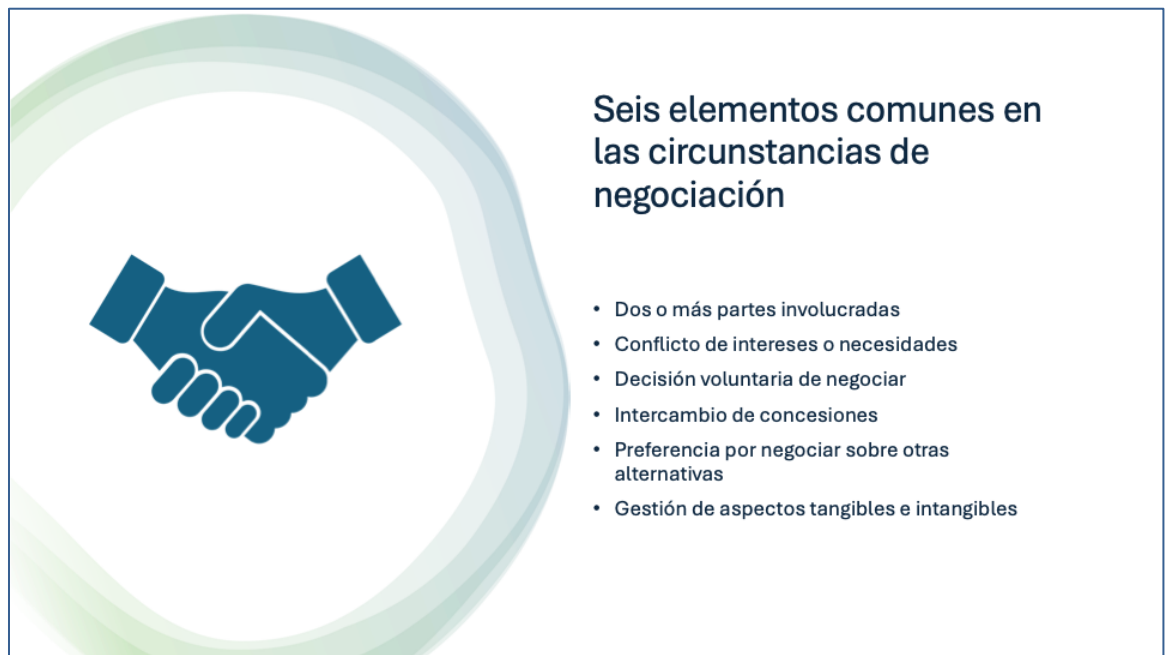 Seis elementos comunes en
las circunstancias de
negociación
• Dos o más partes involucradas
• Conflicto de intereses o necesidades
• Decisión voluntaria de negociar
• Intercambio de concesiones
• Preferencia por negociar sobre otras
alternativas
• Gestión de aspectos tangibles e intangibles